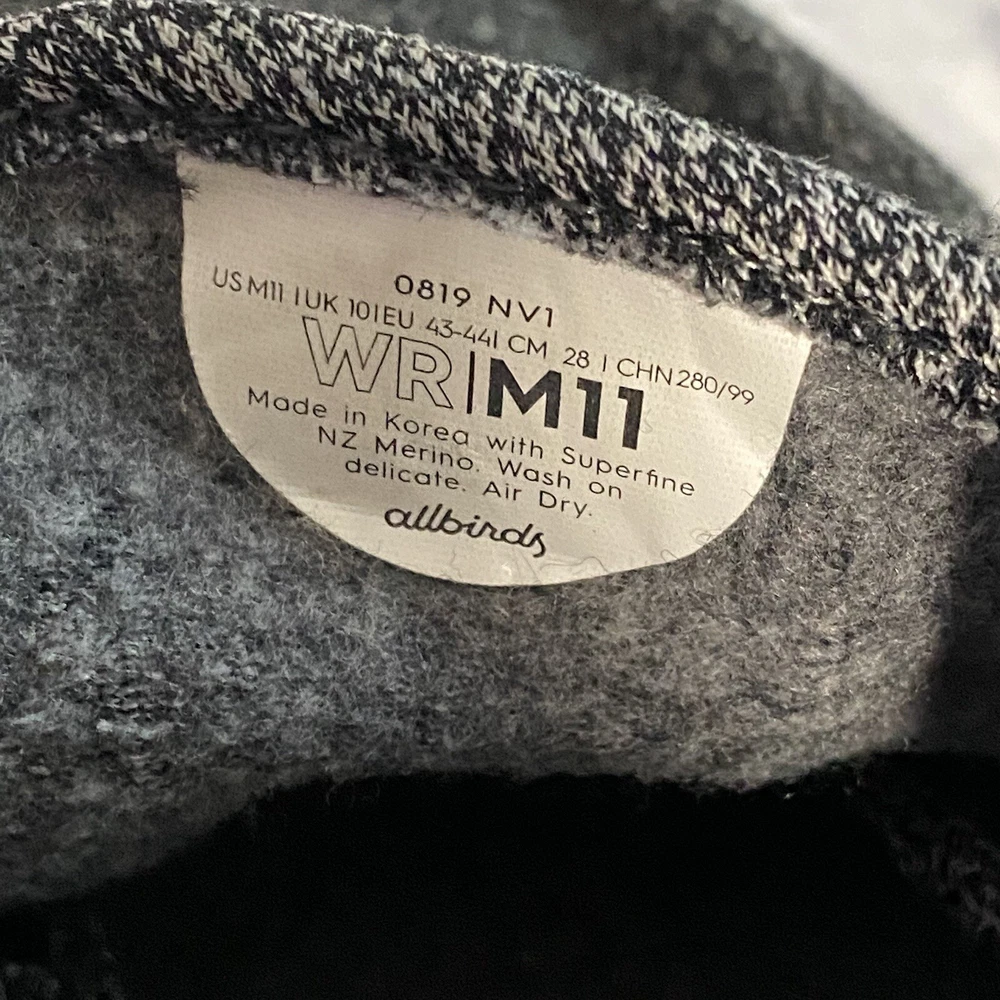 0819 NV1
US M11 | UK 10 | EU 43-44 | CM 28 | CHN 280/99
WR | M11
Made in Korea with Superfine
NZ Merino. Wash on
delicate. Air Dry.
allbirds